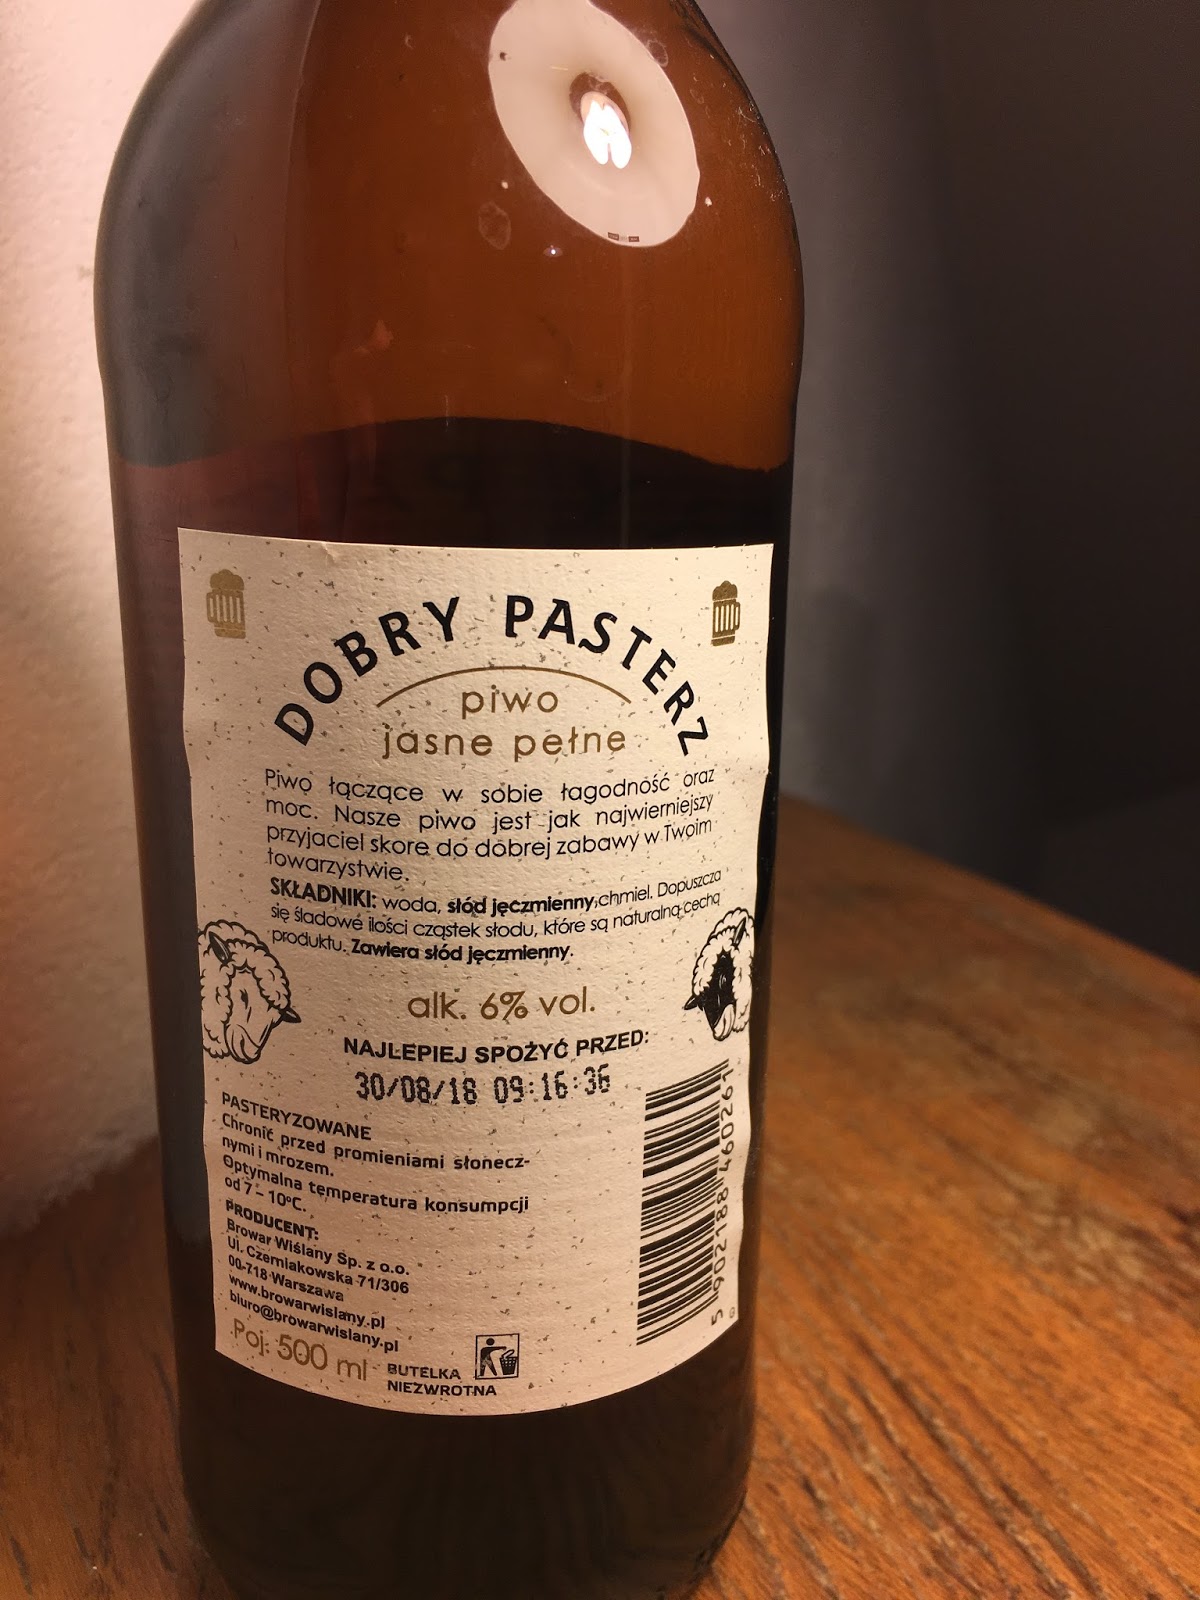 DOBRY PASTERZ
piwo
jasne pełne
Piwo łączące w sobie łagodność oraz
moc. Nasze piwo jest jak najwierniejszy
przyjaciel skore do dobrej zabawy w Twoim
towarzystwie.
SKŁADNIKI: woda, słód jęczmienny,chmiel. Dopuszcza
się śladowe ilości cząstek słodu, które są naturalną cechą
produktu. Zawiera słód jęczmienny.
alk. 6% vol.
NAJLEPIEJ SPOŻYĆ PRZED:
30/08/18 09:16:36
PASTERYZOWANE
Chronić przed promieniami słonecz-
nymi i mrozem.
Optymalna temperatura konsumpcji
od 7 – 10°C.
PRODUCENT:
Browar Wiślany Sp. z o.o.
Ul. Czerniakowska 71/306
00-718 Warszawa
www.browarwislany.pl
biuro@browarwislany.pl
Poj: 500 ml
BUTELKA
NIEZWROTNA
5 902188 460261